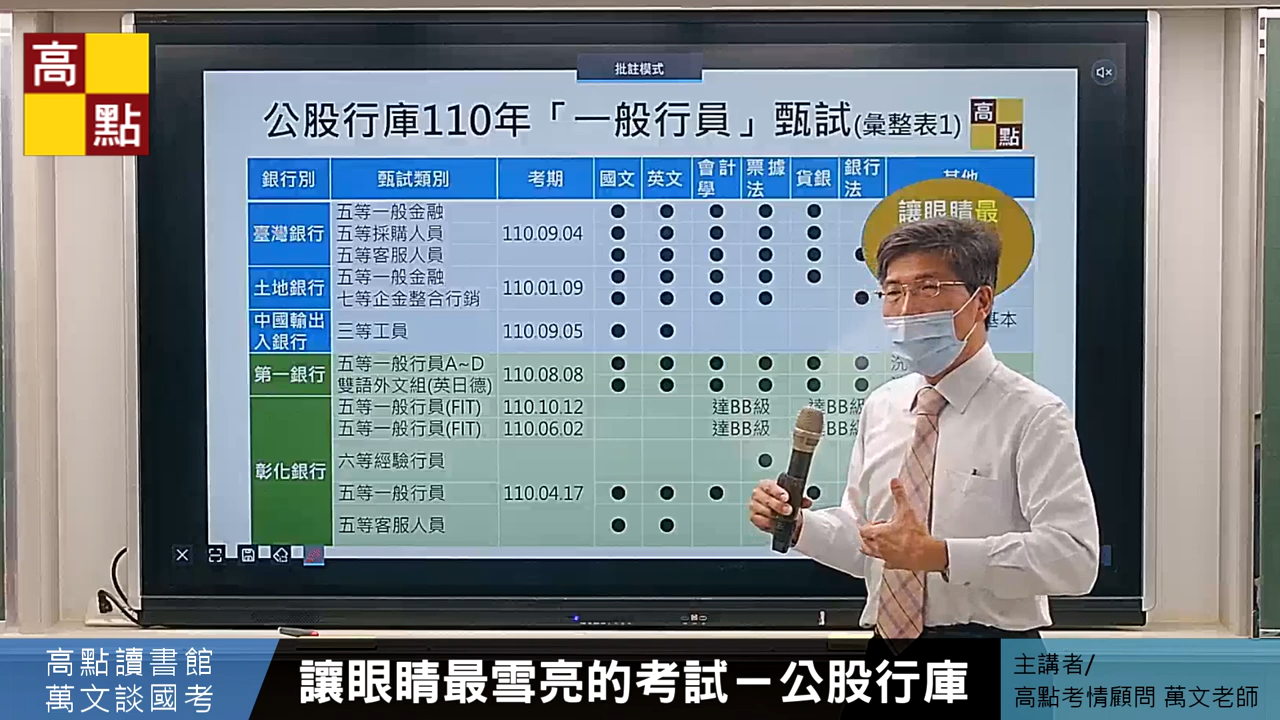 高
點
批註模式
公股行庫110年「一般行員」甄試(彙整表1)
高
點
銀行別 甄試類別 考期 國文 英文 會計學 票據法 貨銀 銀行法 其他
讓眼睛最
臺灣銀行 五等一般金融 110.09.04 ● ● ● ● ●
五等採購人員 ● ● ● ● ●
五等客服人員 ● ● ● ● ● ●
土地銀行 五等一般金融 110.01.09 ● ● ● ● ●
七等企金整合行銷 ● ● ● ● ●
中國輸出入銀行 三等工員 110.09.05 ● ● 基本
第一銀行 五等一般行員A~D 110.08.08 ● ● ● ● ● ●
雙語外文組(英日德) ● ● ● ● ● ●
彰化銀行 五等一般行員(FIT) 110.10.12 達BB級 達BB級
五等一般行員(FIT) 110.06.02 達BB級 達BB級
六等經驗行員 ●
五等一般行員 110.04.17 ● ● ● ●
五等客服人員 ● ●
高點讀書館
萬文談國考
讓眼睛最雪亮的考試－公股行庫
主講者/
高點考情顧問 萬文老師